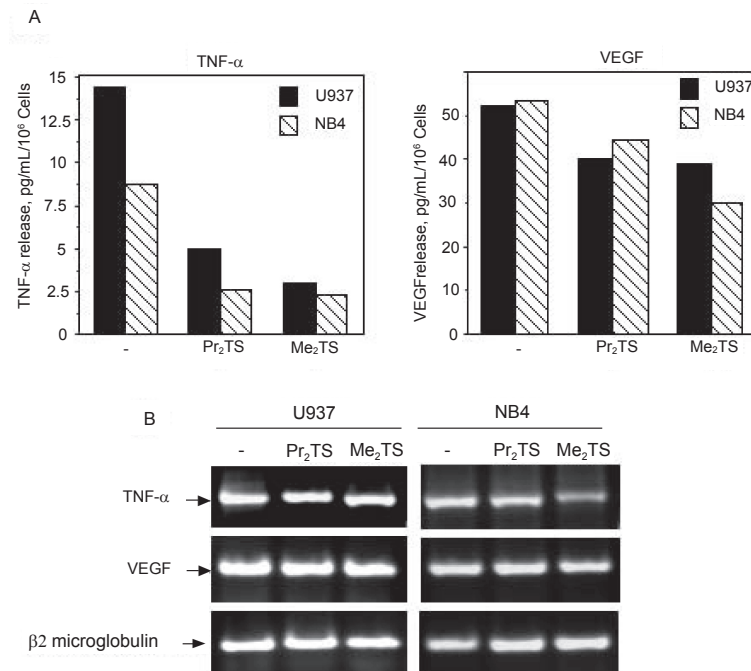 A
TNF-α
TNF-α release, pg/mL/10⁶ Cells
15
12.5
10
7.5
5
2.5
0
U937
NB4
-
Pr₂TS
Me₂TS
VEGF
VEGFrelease, pg/mL/10⁶ Cells
50
40
30
20
10
0
U937
NB4
-
Pr₂TS
Me₂TS
B
U937
NB4
-
Pr₂TS
Me₂TS
-
Pr₂TS
Me₂TS
TNF-α
VEGF
β2 microglobulin